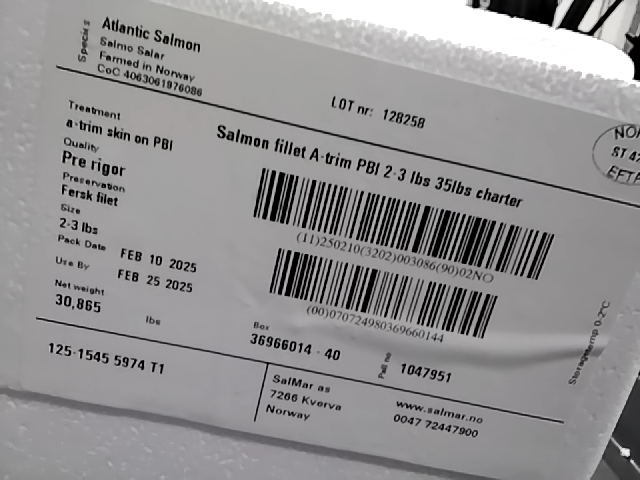 Species
Atlantic Salmon
Salmo Salar
Farmed in Norway
CoC 4063061976086
LOT nr: 128258
Treatment
a-trim skin on PBI
Quality
Pre rigor
Preservation
Fersk filet
Size
2-3 lbs
Pack Date FEB 10 2025
Use By FEB 25 2025
Net weight
30,865 lbs
Salmon fillet A-trim PBI 2-3 lbs 35lbs charter
(11)250210(3202)003086(90)02NO
(00)070724980369660144
Box
36966014 - 40
Pall no 1047951
Storagetemp 0-2°C
125-1545 5974 T1
SalMar as
7266 Kverva
Norway
www.salmar.no
0047 72447900
EFTA